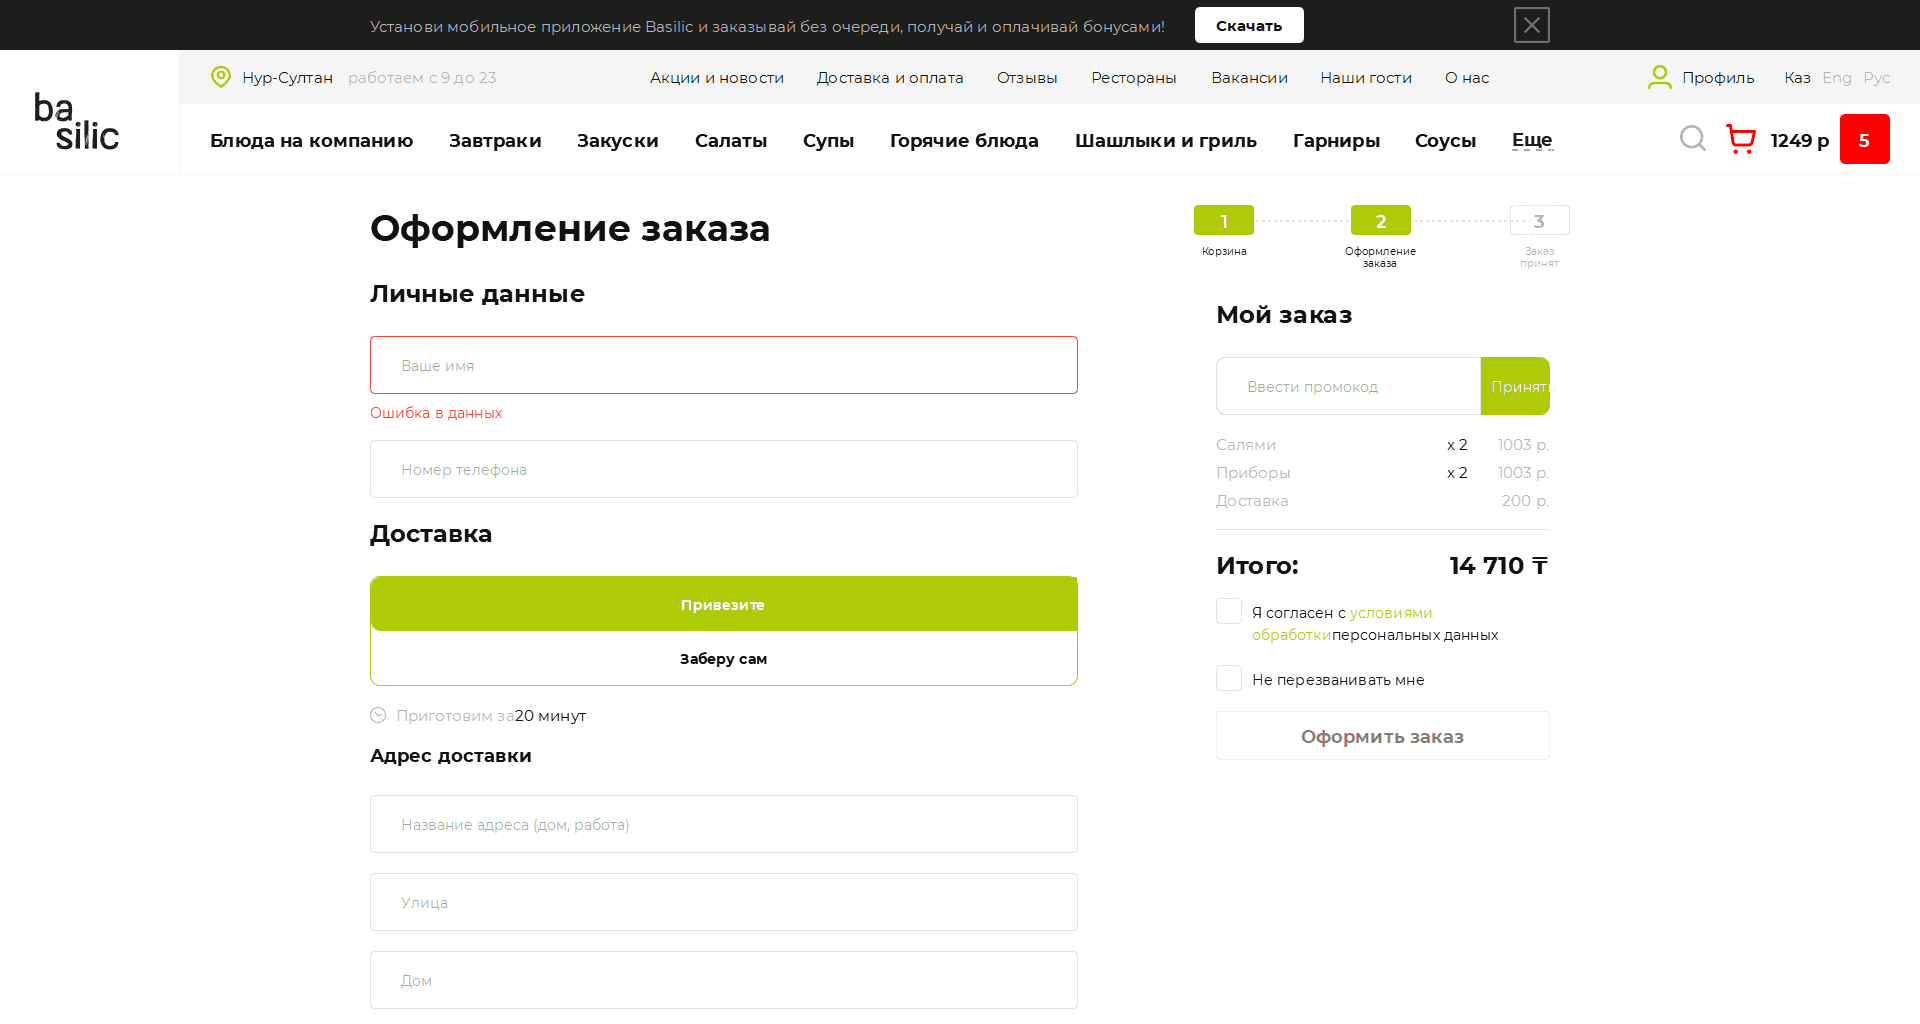 Установи мобильное приложение Basilic и заказывай без очереди, получай и оплачивай бонусами!
Скачать
ba
silic
Нур-Султан
работаем с 9 до 23
Акции и новости
Доставка и оплата
Отзывы
Рестораны
Вакансии
Наши гости
О нас
Профиль
Каз Eng Рус
Блюда на компанию
Завтраки
Закуски
Салаты
Супы
Горячие блюда
Шашлыки и гриль
Гарниры
Соусы
Еще
1249 р
5
Оформление заказа
Личные данные
Ваше имя
Ошибка в данных
Номер телефона
Доставка
Привезите
Заберу сам
Приготовим за20 минут
Адрес доставки
Название адреса (дом, работа)
Улица
Дом
1
Корзина
2
Оформление
заказа
3
Заказ
принят
Мой заказ
Ввести промокод
Принять
Салями x 2 1003 р.
Приборы x 2 1003 р.
Доставка 200 р.
Итого: 14 710 ₸
Я согласен с условиями
обработкиперсональных данных
Не перезванивать мне
Оформить заказ